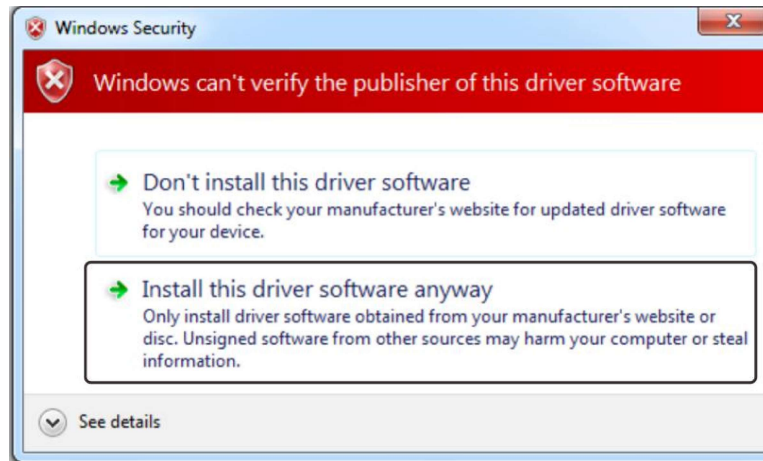 Windows Security
Windows can't verify the publisher of this driver software
Don't install this driver software
You should check your manufacturer's website for updated driver software
for your device.
Install this driver software anyway
Only install driver software obtained from your manufacturer's website or
disc. Unsigned software from other sources may harm your computer or steal
information.
See details